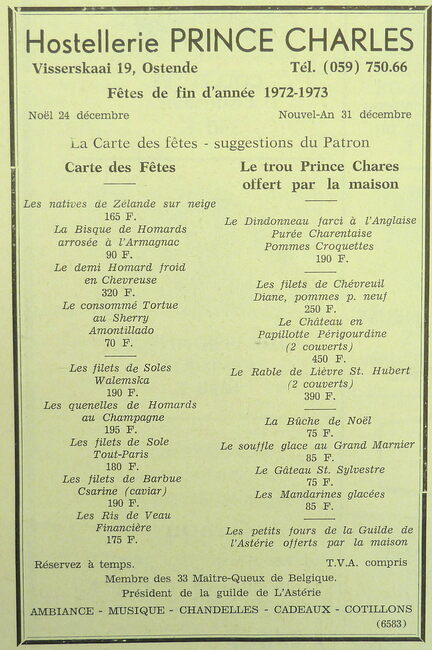 Hostellerie PRINCE CHARLES
Visserskaai 19, Ostende Tél. (059) 750.66
Fêtes de fin d'année 1972-1973
Noël 24 décembre Nouvel-An 31 décembre
La Carte des fêtes - suggestions du Patron
Carte des Fêtes
Les natives de Zélande sur neige
165 F.
La Bisque de Homards
arrosée à l'Armagnac
90 F.
Le demi Homard froid
en Chevreuse
320 F.
Le consommé Tortue
au Sherry
Amontillado
70 F.
Les filets de Soles
Walemska
190 F.
Les quenelles de Homards
au Champagne
195 F.
Les filets de Sole
Tout-Paris
180 F.
Les filets de Barbue
Csarine (caviar)
190 F.
Les Ris de Veau
Financière
175 F.
Le trou Prince Chares
offert par la maison
Le Dindonneau farci à l'Anglaise
Purée Charentaise
Pommes Croquettes
190 F.
Les filets de Chévreuil
Diane, pommes p. neuf
250 F.
Le Château en
Papillotte Périgourdine
(2 couverts)
450 F.
Le Rable de Lièvre St. Hubert
(2 couverts)
390 F.
La Bûche de Noël
75 F.
Le souffle glace au Grand Marnier
85 F.
Le Gâteau St. Sylvestre
75 F.
Les Mandarines glacées
85 F.
Les petits fours de la Guilde de
l'Astérie offerts par la maison
Réservez à temps. T.V.A. compris
Membre des 33 Maître-Queux de Belgique.
Président de la guilde de L'Astérie
AMBIANCE - MUSIQUE - CHANDELLES - CADEAUX - COTILLONS
(6583)